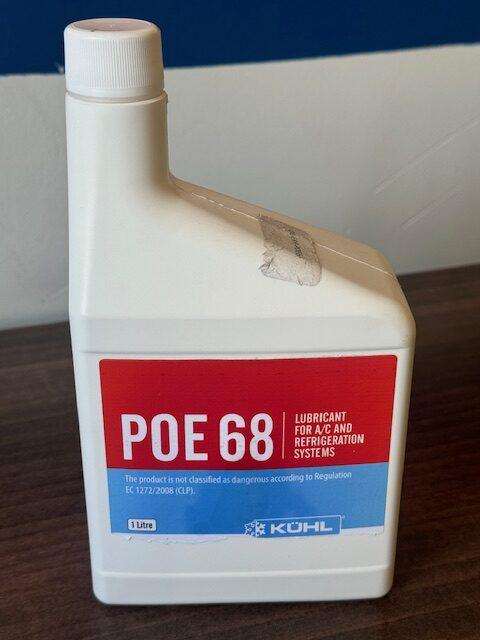 POE 68
LUBRICANT
FOR A/C AND
REFRIGERATION
SYSTEMS
The product is not classified as dangerous according to Regulation
EC 1272/2008 (CLP).
1 Litre
KÜHL